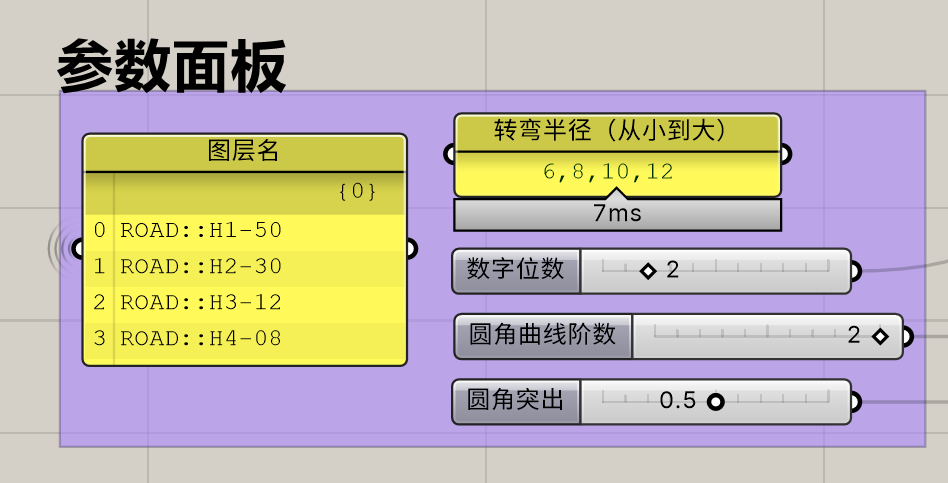 参数面板
图层名
{0}
0 ROAD::H1-50
1 ROAD::H2-30
2 ROAD::H3-12
3 ROAD::H4-08
转弯半径（从小到大）
6,8,10,12
7ms
数字位数 2
圆角曲线阶数 2
圆角突出 0.5